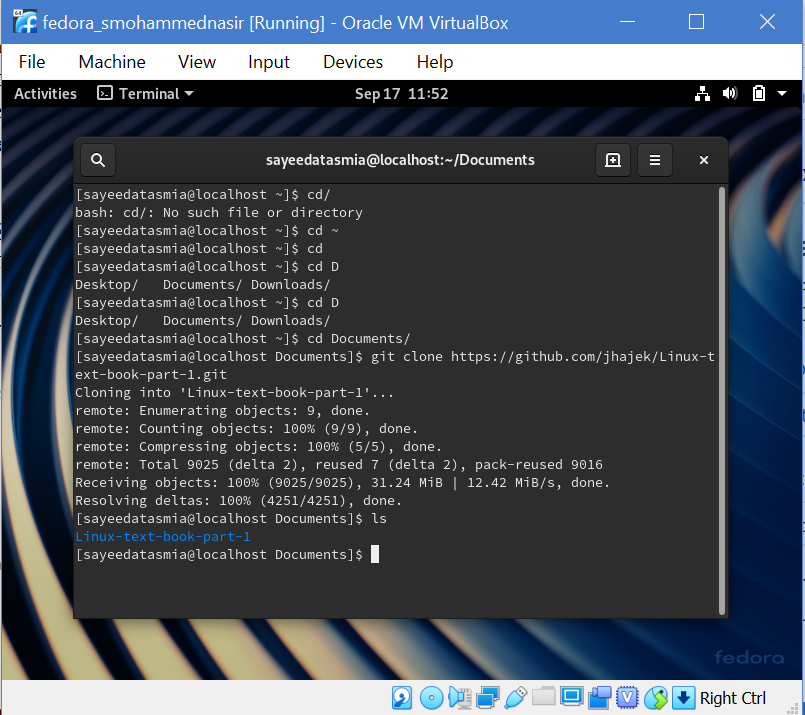 64
fedora_smohammednasir [Running] - Oracle VM VirtualBox
File Machine View Input Devices Help
Activities Terminal Sep 17 11:52
sayeedatasmia@localhost:~/Documents
[sayeedatasmia@localhost ~]$ cd/
bash: cd/: No such file or directory
[sayeedatasmia@localhost ~]$ cd ~
[sayeedatasmia@localhost ~]$ cd
[sayeedatasmia@localhost ~]$ cd D
Desktop/   Documents/ Downloads/
[sayeedatasmia@localhost ~]$ cd D
Desktop/   Documents/ Downloads/
[sayeedatasmia@localhost ~]$ cd Documents/
[sayeedatasmia@localhost Documents]$ git clone https://github.com/jhajek/Linux-t
ext-book-part-1.git
Cloning into 'Linux-text-book-part-1'...
remote: Enumerating objects: 9, done.
remote: Counting objects: 100% (9/9), done.
remote: Compressing objects: 100% (5/5), done.
remote: Total 9025 (delta 2), reused 7 (delta 2), pack-reused 9016
Receiving objects: 100% (9025/9025), 31.24 MiB | 12.42 MiB/s, done.
Resolving deltas: 100% (4251/4251), done.
[sayeedatasmia@localhost Documents]$ ls
Linux-text-book-part-1
[sayeedatasmia@localhost Documents]$
fedora
Right Ctrl